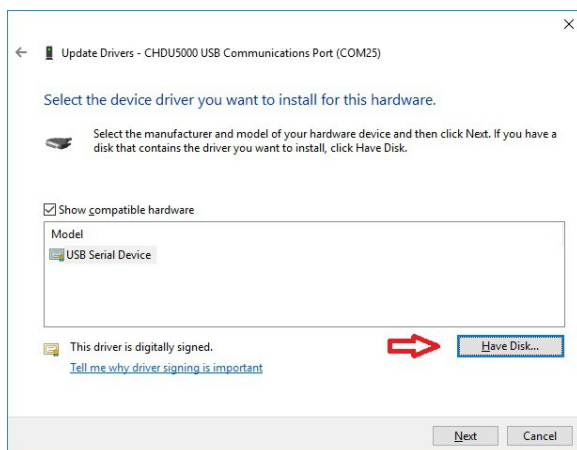 Update Drivers - CHDU5000 USB Communications Port (COM25)
Select the device driver you want to install for this hardware.
Select the manufacturer and model of your hardware device and then click Next. If you have a
disk that contains the driver you want to install, click Have Disk.
Show compatible hardware
Model
USB Serial Device
This driver is digitally signed.
Have Disk...
Tell me why driver signing is important
Next
Cancel